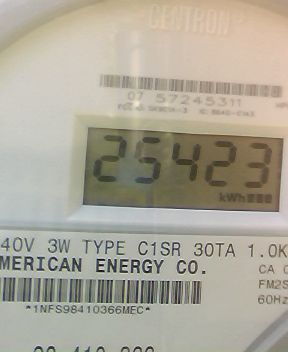 CENTRON
07 57245311
25423
kWh
40V 3W TYPE C1SR 30TA 1.0K
MERICAN ENERGY CO.
CA 0
FM2S
60Hz
*1NFS98410366MEC*